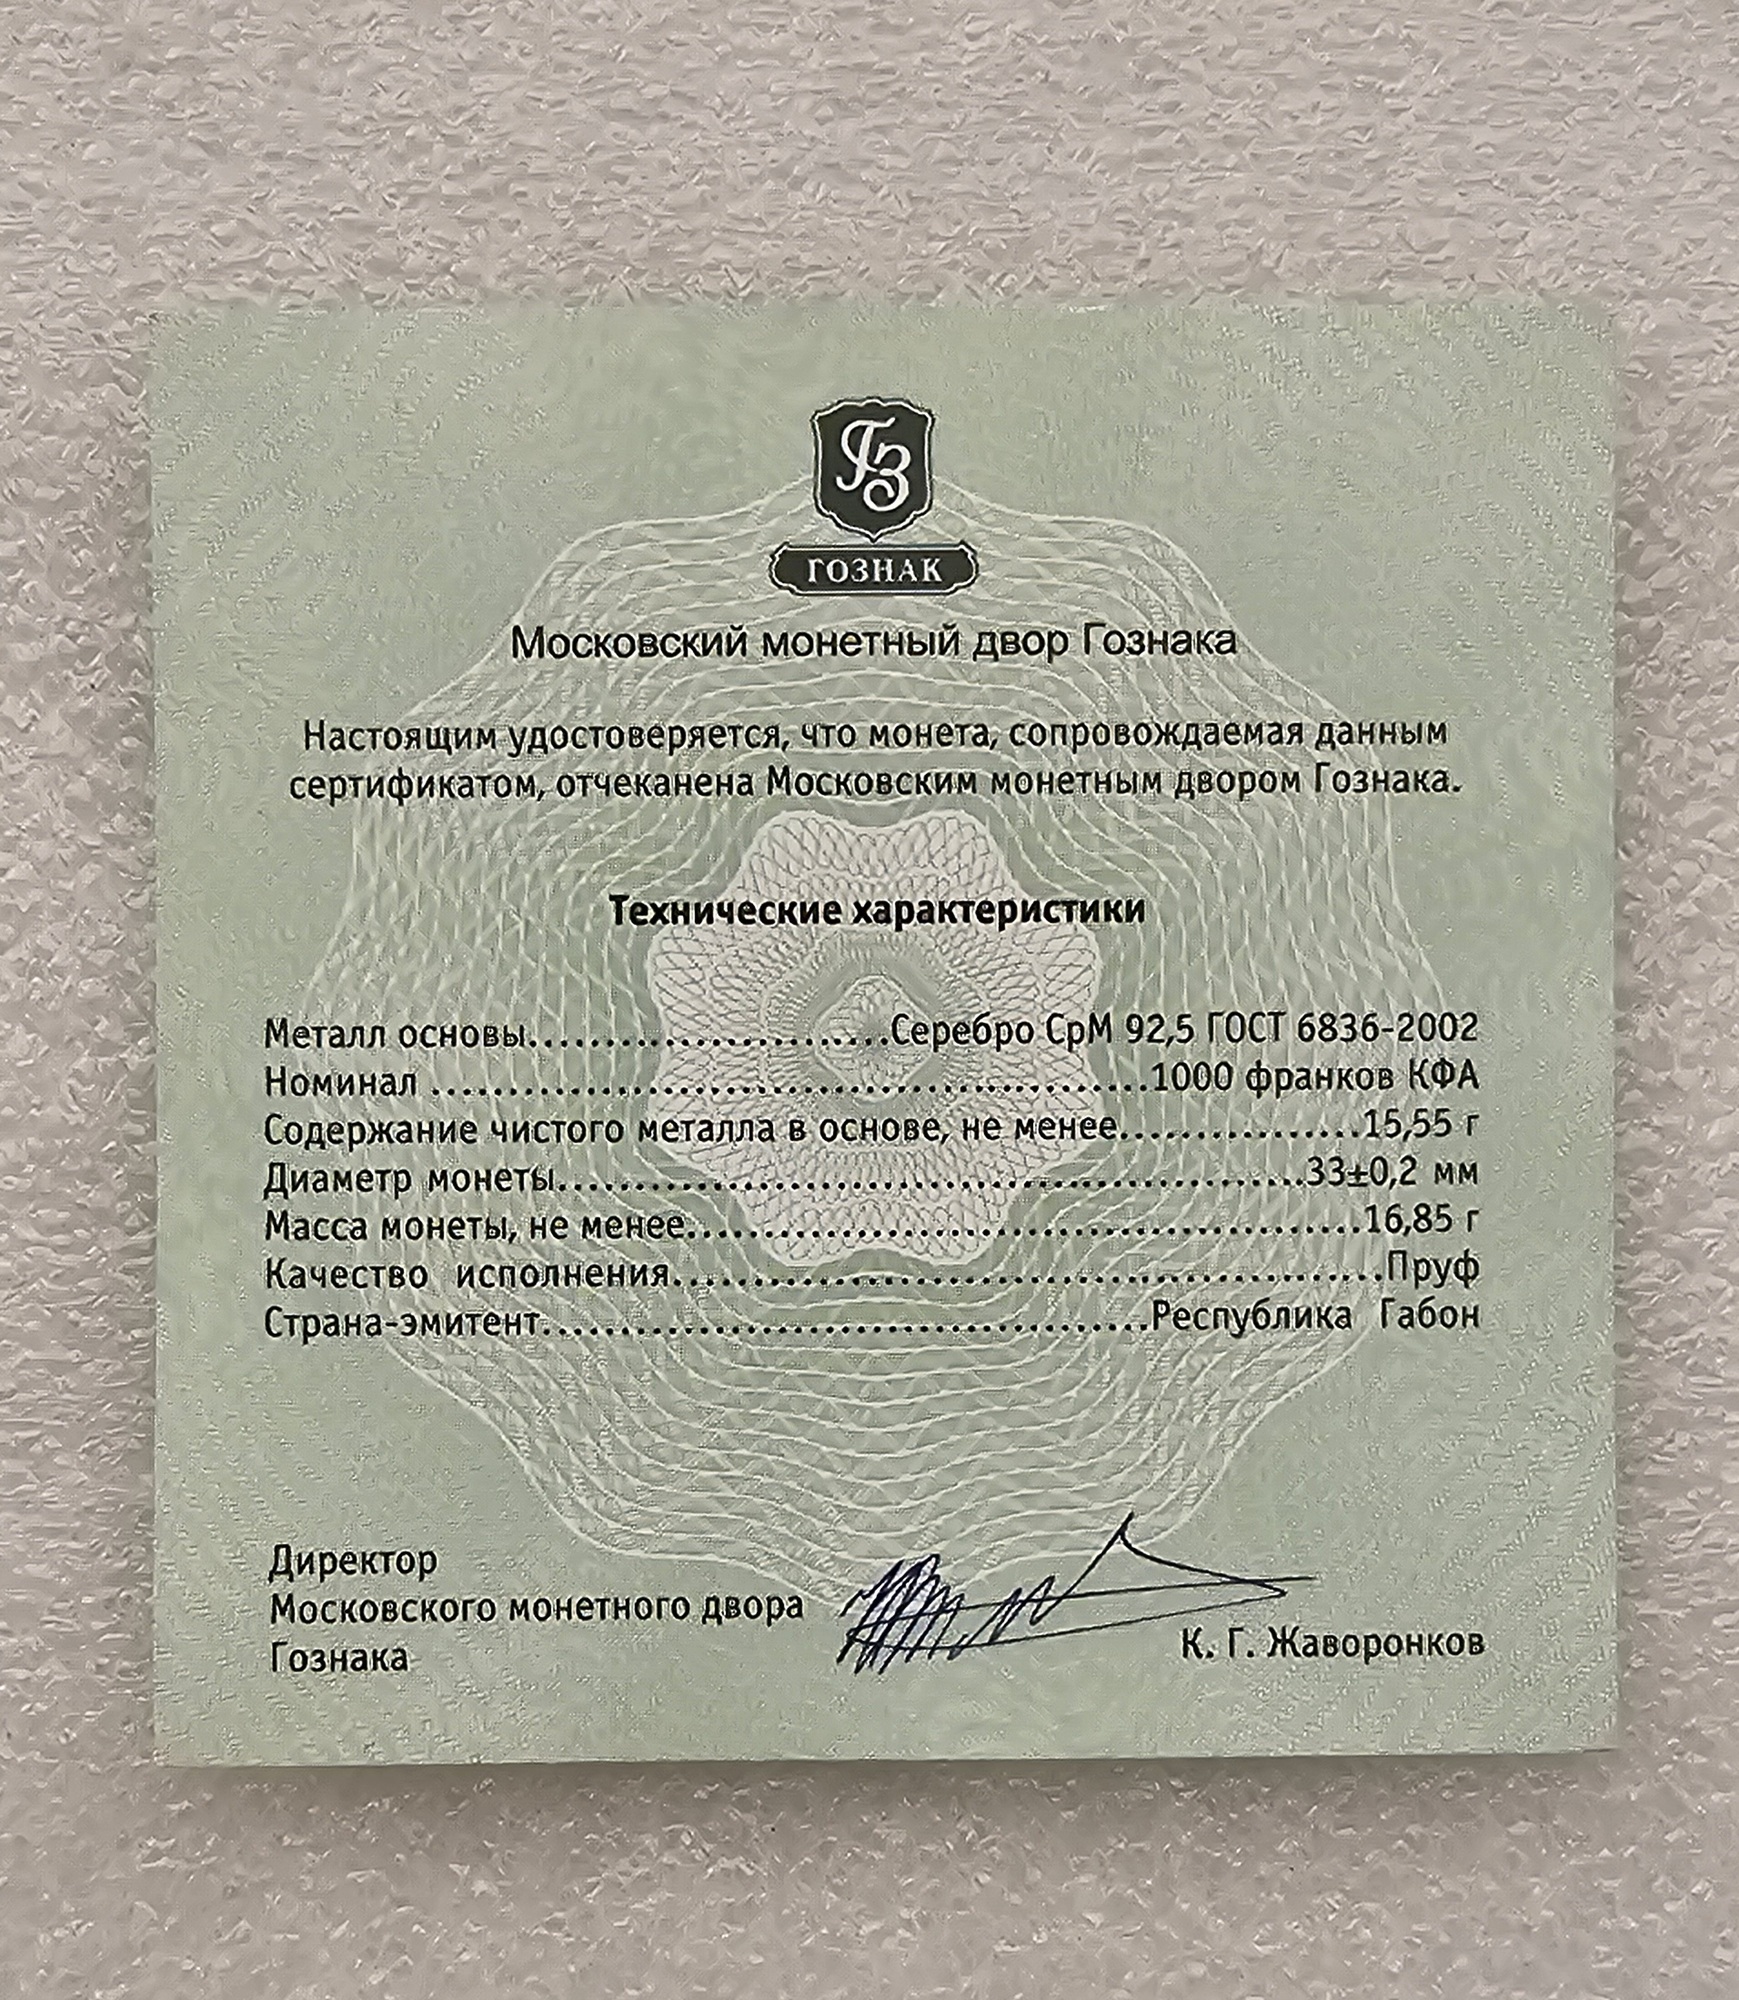 ГЗ
ГОЗНАК
Московский монетный двор Гознака
Настоящим удостоверяется, что монета, сопровождаемая данным
сертификатом, отчеканена Московским монетным двором Гознака.
Технические характеристики
Металл основы.......................Серебро СрМ 92,5 ГОСТ 6836-2002
Номинал ..............................................1000 франков КФА
Содержание чистого металла в основе, не менее................15,55 г
Диаметр монеты................................................33±0,2 мм
Масса монеты, не менее...........................................16,85 г
Качество исполнения.............................................Пруф
Страна-эмитент.......................................Республика Габон
Директор
Московского монетного двора
Гознака
К. Г. Жаворонков